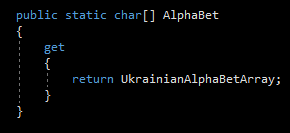 public static char[] AlphaBet
{
get
{
return UkrainianAlphaBetArray;
}
}